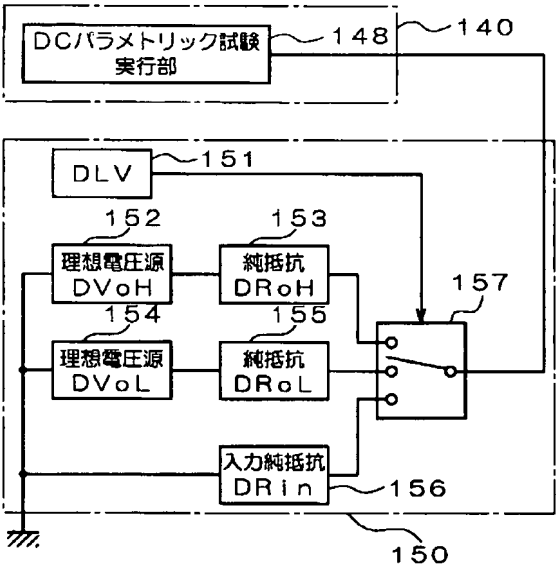 DCパラメトリック試験
実行部
148
140
DLV
151
152
153
理想電圧源
DVoH
純抵抗
DRoH
157
154
155
理想電圧源
DVoL
純抵抗
DRoL
入力純抵抗
DRin
156
150